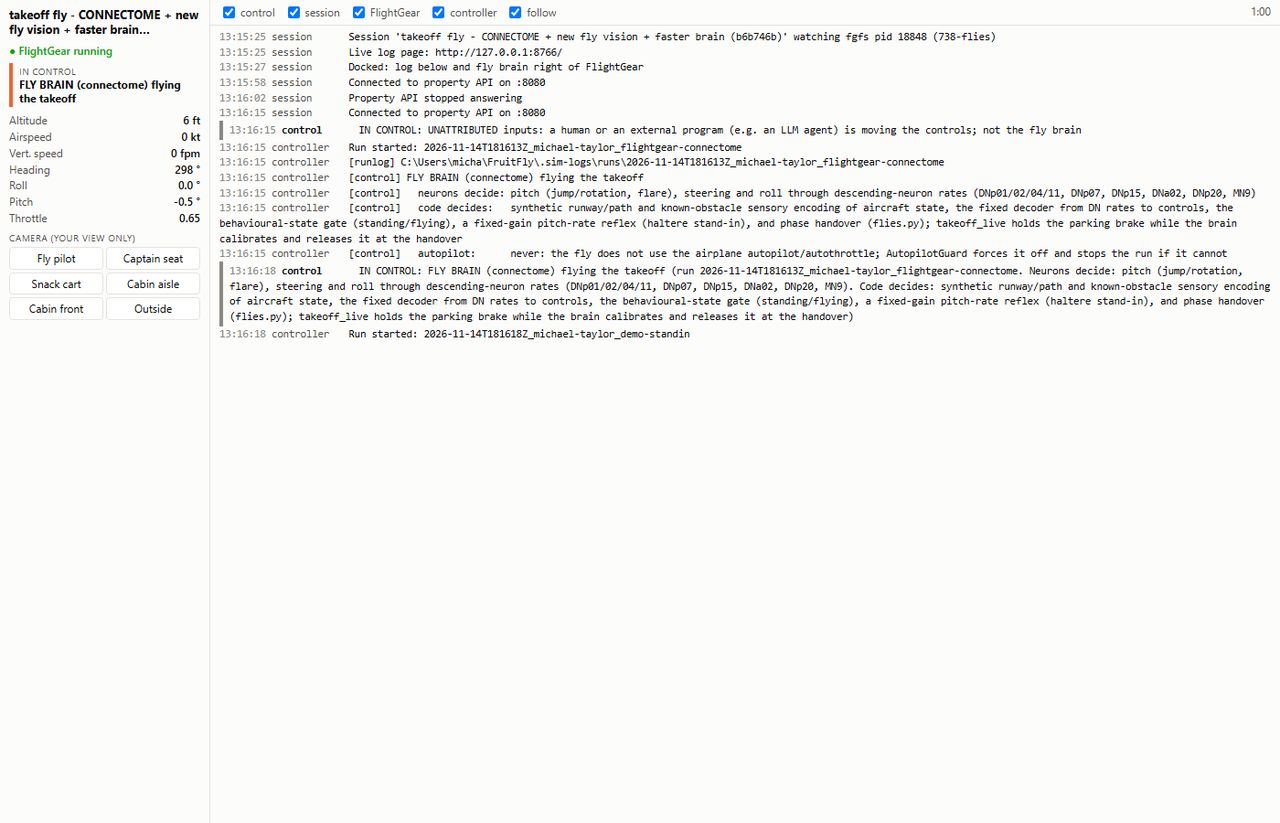 takeoff fly - CONNECTOME + new
fly vision + faster brain...
● FlightGear running
IN CONTROL
FLY BRAIN (connectome) flying
the takeoff
Altitude 6 ft
Airspeed 0 kt
Vert. speed 0 fpm
Heading 298 °
Roll 0.0 °
Pitch -0.5 °
Throttle 0.65
CAMERA (YOUR VIEW ONLY)
Fly pilot Captain seat
Snack cart Cabin aisle
Cabin front Outside
control session FlightGear controller follow 1:00
13:15:25 session Session 'takeoff fly - CONNECTOME + new fly vision + faster brain (b6b746b)' watching fgfs pid 18848 (738-flies)
13:15:25 session Live log page: http://127.0.0.1:8766/
13:15:27 session Docked: log below and fly brain right of FlightGear
13:15:58 session Connected to property API on :8080
13:16:02 session Property API stopped answering
13:16:15 session Connected to property API on :8080
13:16:15 control IN CONTROL: UNATTRIBUTED inputs: a human or an external program (e.g. an LLM agent) is moving the controls; not the fly brain
13:16:15 controller Run started: 2026-11-14T181613Z_michael-taylor_flightgear-connectome
13:16:15 controller [runlog] C:\Users\micha\FruitFly\.sim-logs\runs\2026-11-14T181613Z_michael-taylor_flightgear-connectome
13:16:15 controller [control] FLY BRAIN (connectome) flying the takeoff
13:16:15 controller [control] neurons decide: pitch (jump/rotation, flare), steering and roll through descending-neuron rates (DNp01/02/04/11, DNp07, DNp15, DNa02, DNp20, MN9)
13:16:15 controller [control] code decides: synthetic runway/path and known-obstacle sensory encoding of aircraft state, the fixed decoder from DN rates to controls, the
behavioural-state gate (standing/flying), a fixed-gain pitch-rate reflex (haltere stand-in), and phase handover (flies.py); takeoff_live holds the parking brake while the brain
calibrates and releases it at the handover
13:16:15 controller [control] autopilot: never: the fly does not use the airplane autopilot/autothrottle; AutopilotGuard forces it off and stops the run if it cannot
13:16:18 control IN CONTROL: FLY BRAIN (connectome) flying the takeoff (run 2026-11-14T181613Z_michael-taylor_flightgear-connectome. Neurons decide: pitch (jump/rotation,
flare), steering and roll through descending-neuron rates (DNp01/02/04/11, DNp07, DNp15, DNa02, DNp20, MN9). Code decides: synthetic runway/path and known-obstacle sensory encoding
of aircraft state, the fixed decoder from DN rates to controls, the behavioural-state gate (standing/flying), a fixed-gain pitch-rate reflex (haltere stand-in), and phase handover
(flies.py); takeoff_live holds the parking brake while the brain calibrates and releases it at the handover)
13:16:18 controller Run started: 2026-11-14T181618Z_michael-taylor_demo-standin